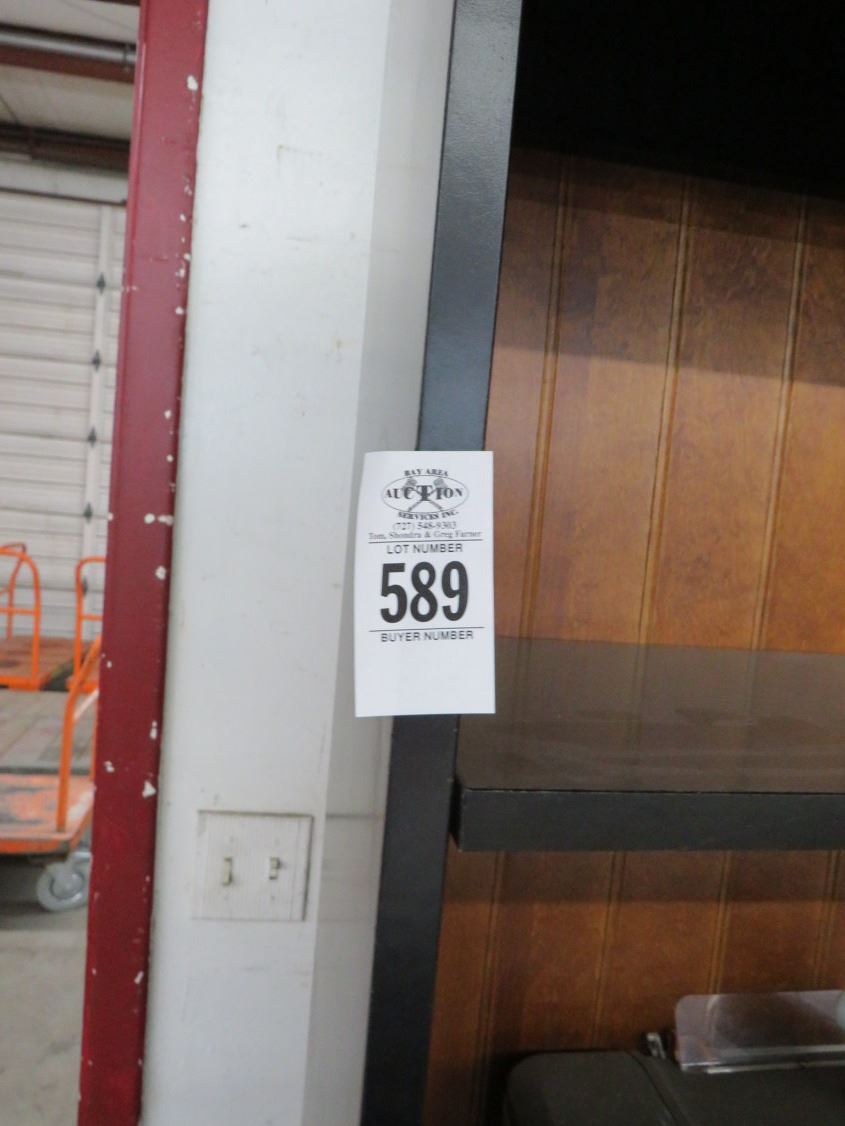 BAY AREA
AUCTION
SERVICES INC.
(727) 548-9303
Tom, Shondra & Greg Farner
LOT NUMBER
589
BUYER NUMBER